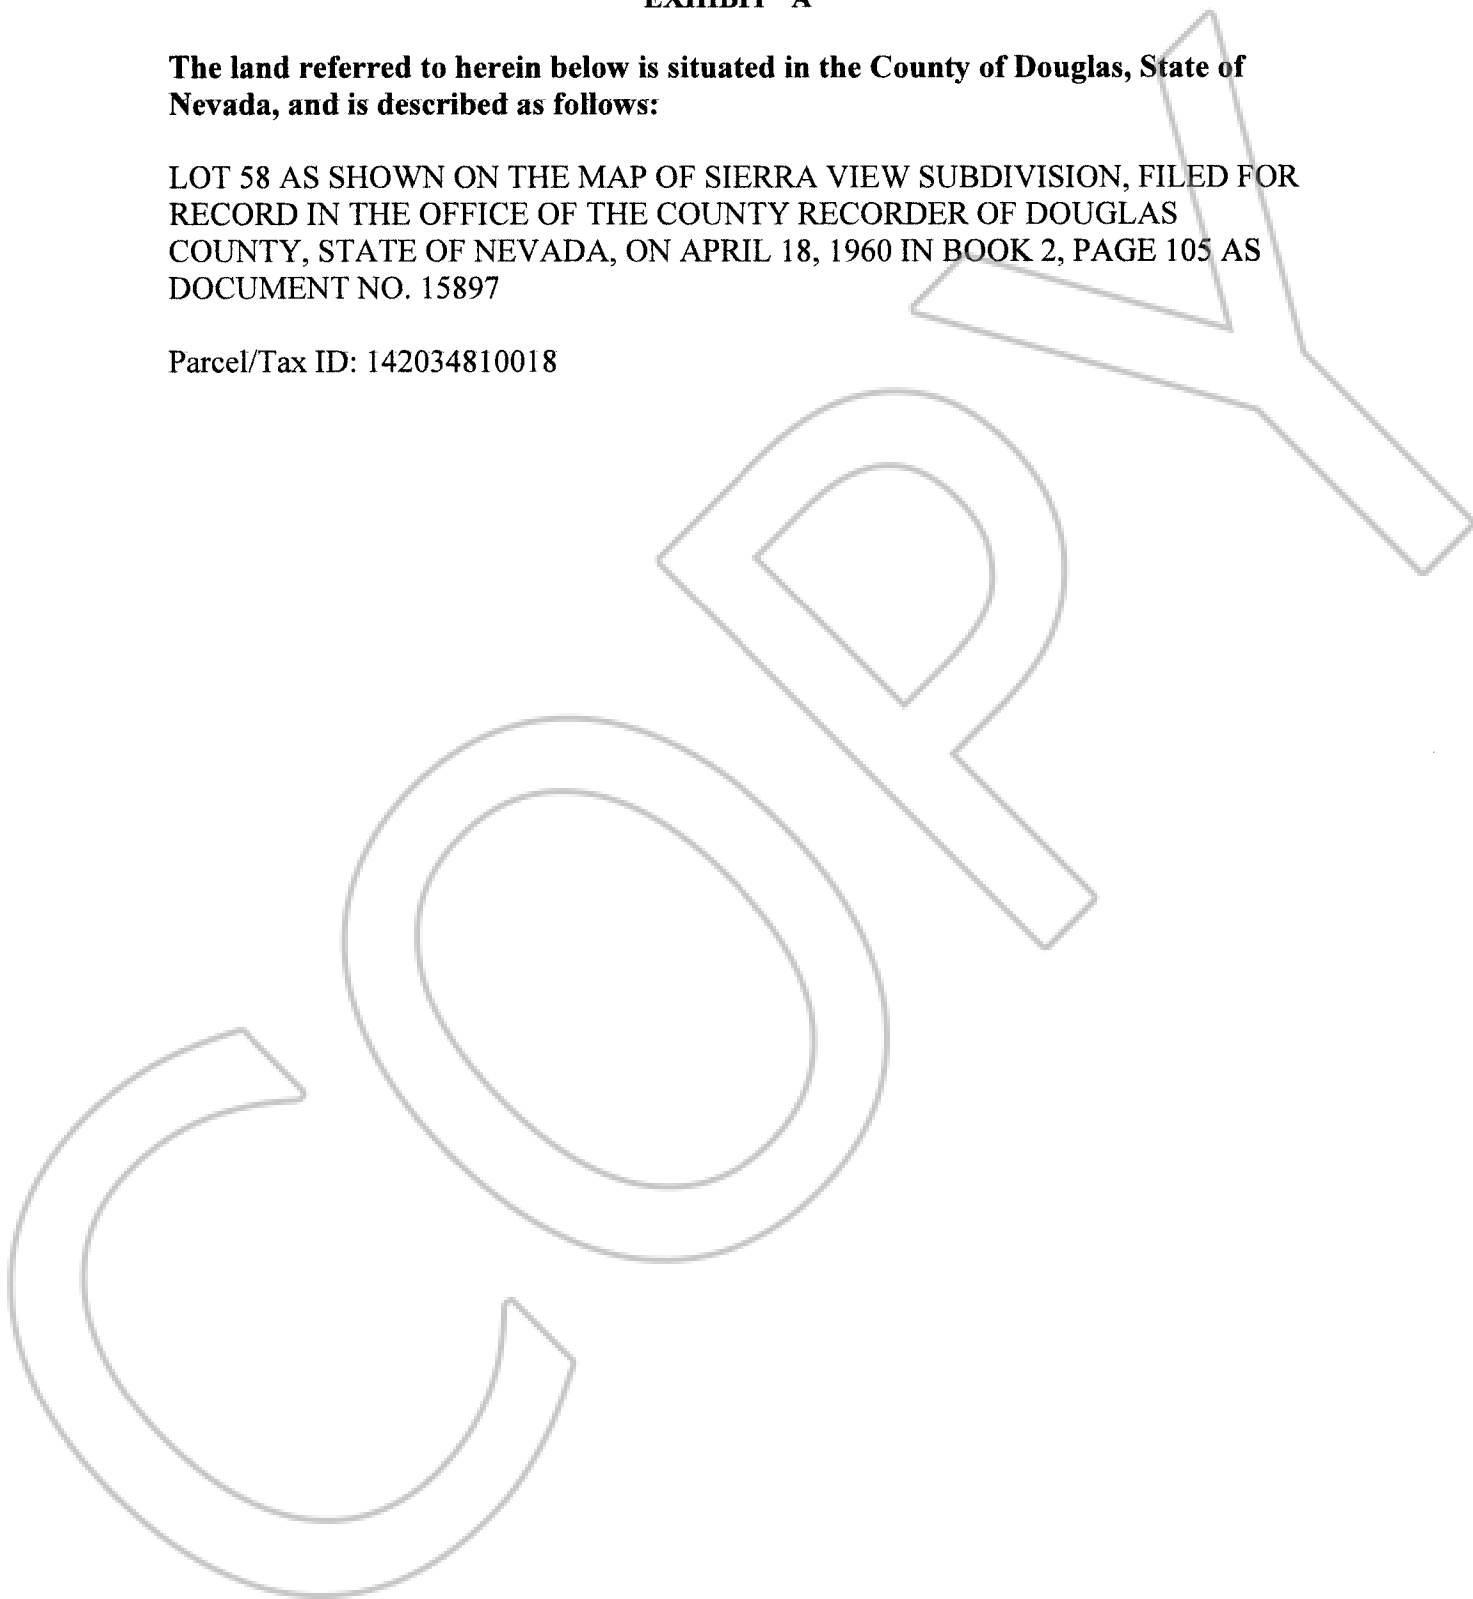 EXHIBIT "A"
The land referred to herein below is situated in the County of Douglas, State of
Nevada, and is described as follows:
LOT 58 AS SHOWN ON THE MAP OF SIERRA VIEW SUBDIVISION, FILED FOR
RECORD IN THE OFFICE OF THE COUNTY RECORDER OF DOUGLAS
COUNTY, STATE OF NEVADA, ON APRIL 18, 1960 IN BOOK 2, PAGE 105 AS
DOCUMENT NO. 15897
Parcel/Tax ID: 142034810018
COPY